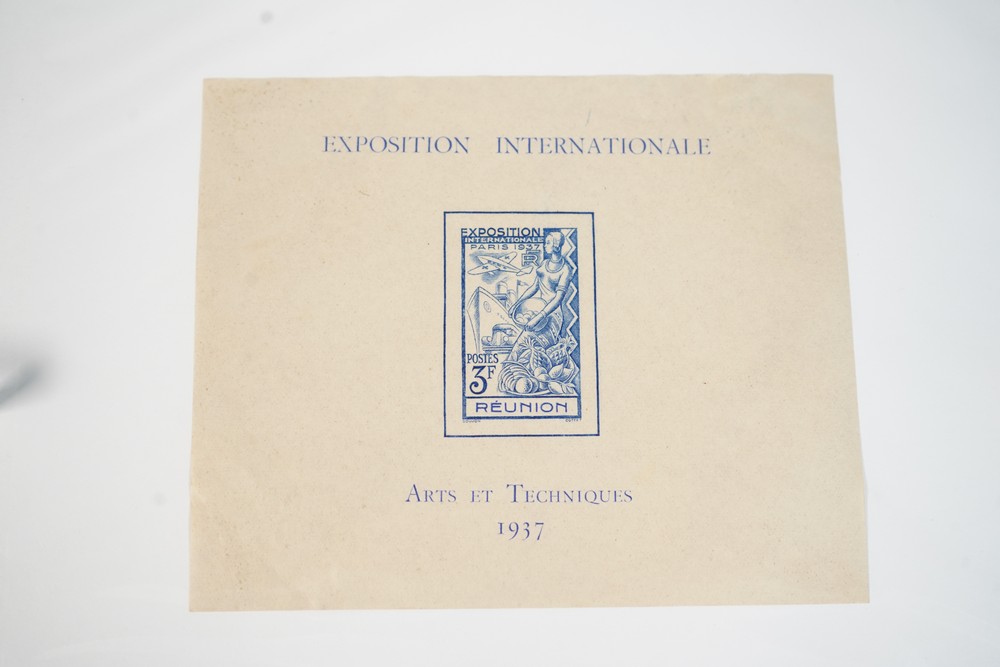 EXPOSITION INTERNATIONALE
EXPOSITION
INTERNATIONALE
PARIS 1937
RF
POSTES
3F
RÉUNION
ARTS ET TECHNIQUES
1937